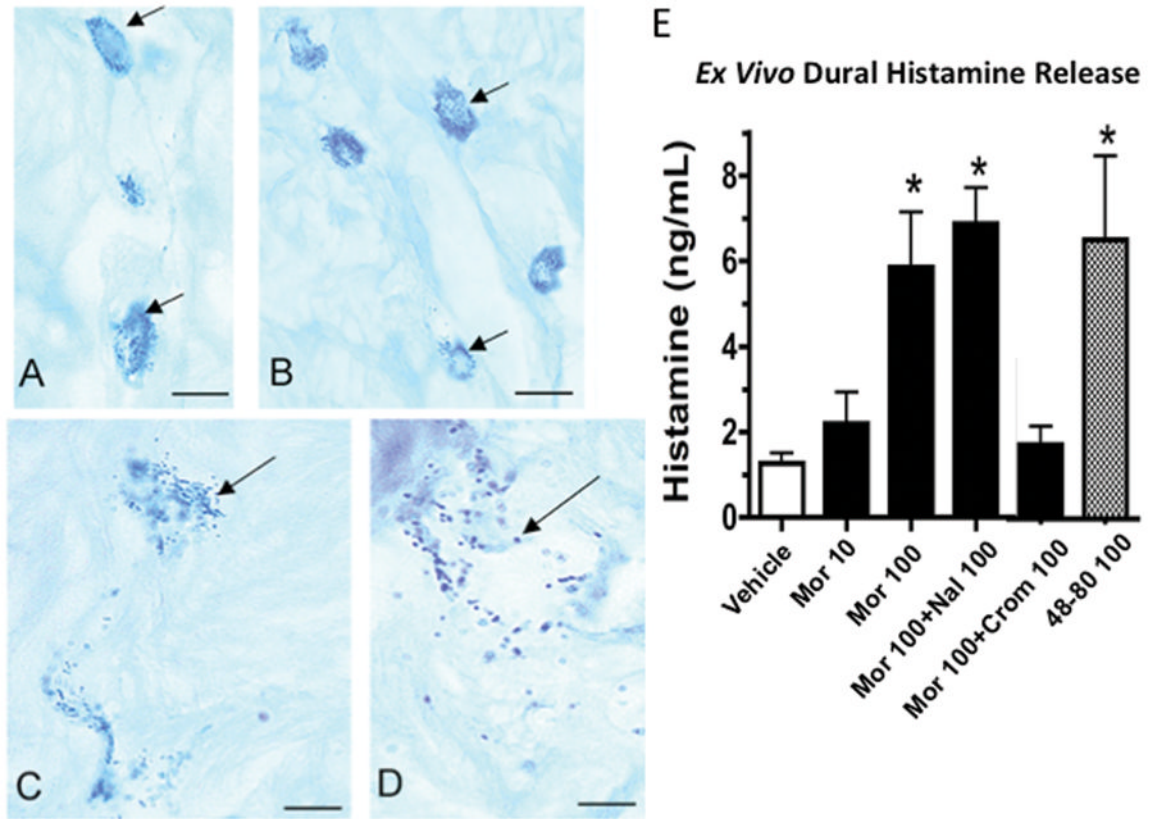 A
B
C
D
E
Ex Vivo Dural Histamine Release
Histamine (ng/mL)
8
6
4
2
0
Vehicle
Mor 10
Mor 100
Mor 100+Nal 100
Mor 100+Crom 100
48-80 100
*
*
*